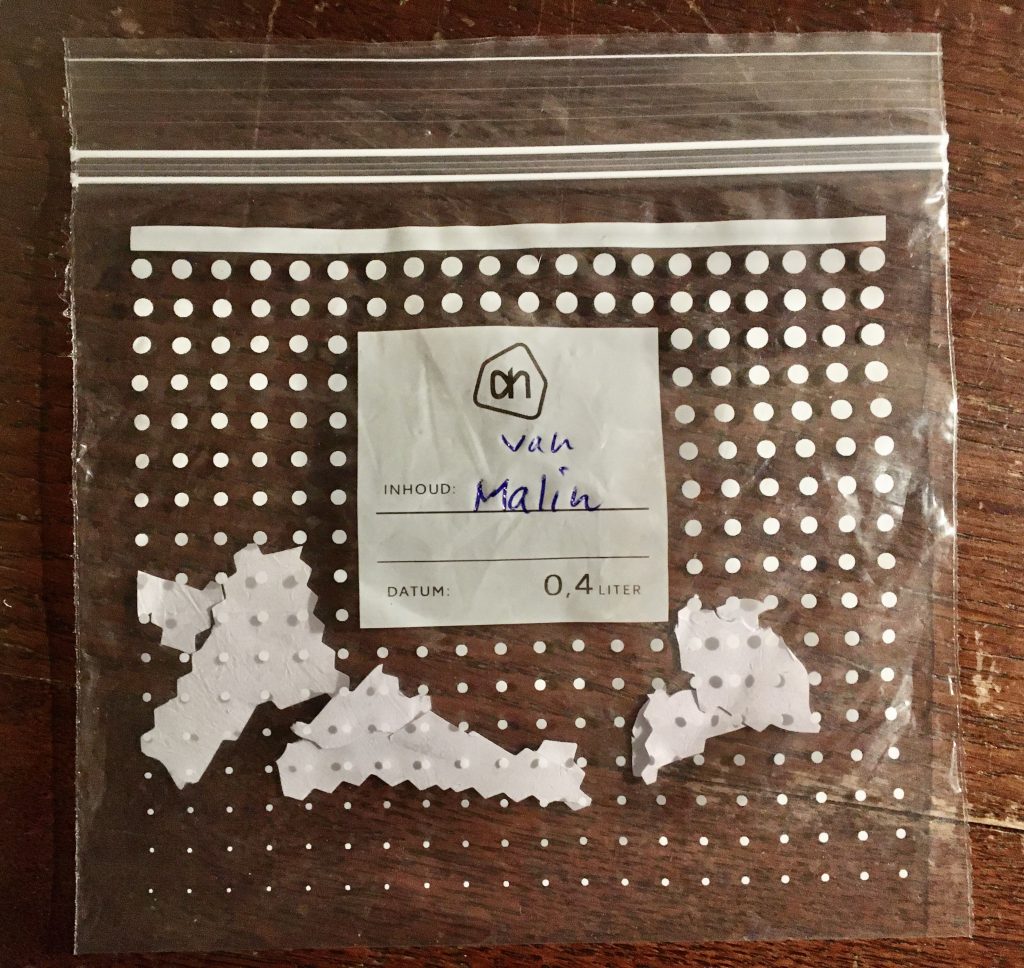 ah
van
INHOUD: Malin
DATUM: 0,4 LITER